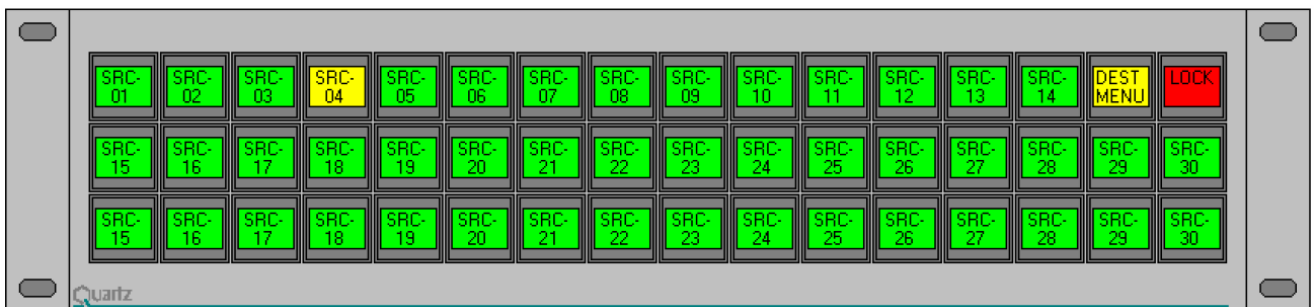 SRC-01 SRC-02 SRC-03 SRC-04 SRC-05 SRC-06 SRC-07 SRC-08 SRC-09 SRC-10 SRC-11 SRC-12 SRC-13 SRC-14 DEST MENU LOCK
SRC-15 SRC-16 SRC-17 SRC-18 SRC-19 SRC-20 SRC-21 SRC-22 SRC-23 SRC-24 SRC-25 SRC-26 SRC-27 SRC-28 SRC-29 SRC-30
SRC-15 SRC-16 SRC-17 SRC-18 SRC-19 SRC-20 SRC-21 SRC-22 SRC-23 SRC-24 SRC-25 SRC-26 SRC-27 SRC-28 SRC-29 SRC-30
Quartz